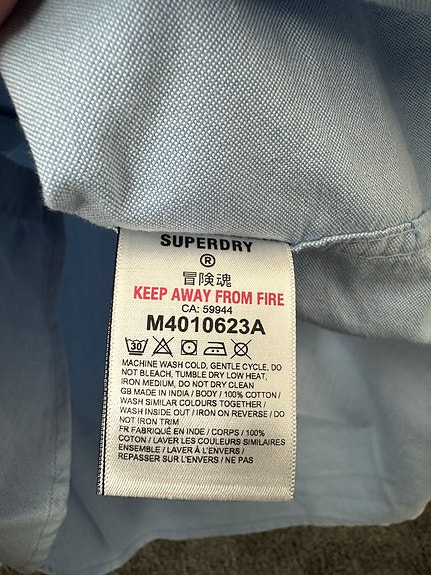 SUPERDRY
®
冒険魂
KEEP AWAY FROM FIRE
CA: 59944
M4010623A
30
MACHINE WASH COLD, GENTLE CYCLE, DO
NOT BLEACH, TUMBLE DRY LOW HEAT,
IRON MEDIUM, DO NOT DRY CLEAN
GB MADE IN INDIA / BODY / 100% COTTON /
WASH SIMILAR COLOURS TOGETHER /
WASH INSIDE OUT / IRON ON REVERSE / DO
NOT IRON TRIM
FR FABRIQUÉ EN INDE / CORPS / 100%
COTON / LAVER LES COULEURS SIMILAIRES
ENSEMBLE / LAVER À L'ENVERS /
REPASSER SUR L'ENVERS / NE PAS